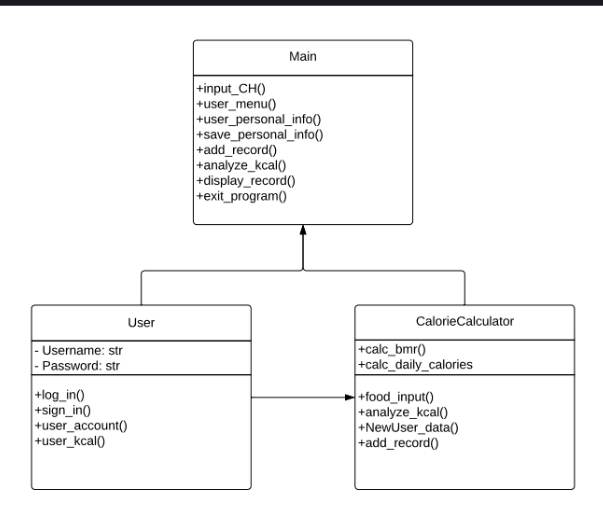 Main
+input_CH()
+user_menu()
+user_personal_info()
+save_personal_info()
+add_record()
+analyze_kcal()
+display_record()
+exit_program()
User
- Username: str
- Password: str
+log_in()
+sign_in()
+user_account()
+user_kcal()
CalorieCalculator
+calc_bmr()
+calc_daily_calories
+food_input()
+analyze_kcal()
+NewUser_data()
+add_record()